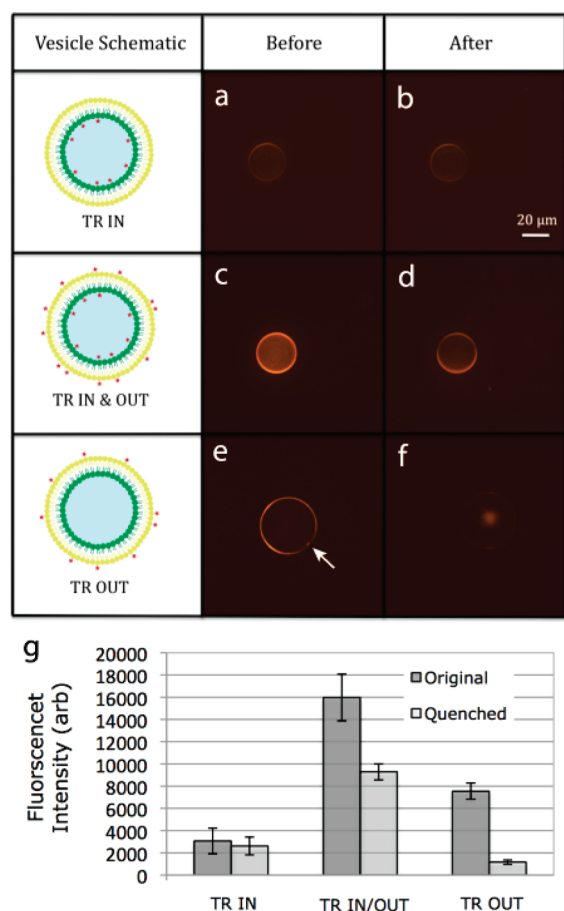 Vesicle Schematic Before After
a b
TR IN
20 µm
c d
TR IN & OUT
e f
TR OUT
g
Fluorscencet
Intensity (arb)
20000
18000
16000
14000
12000
10000
8000
6000
4000
2000
0
Original
Quenched
TR IN TR IN/OUT TR OUT